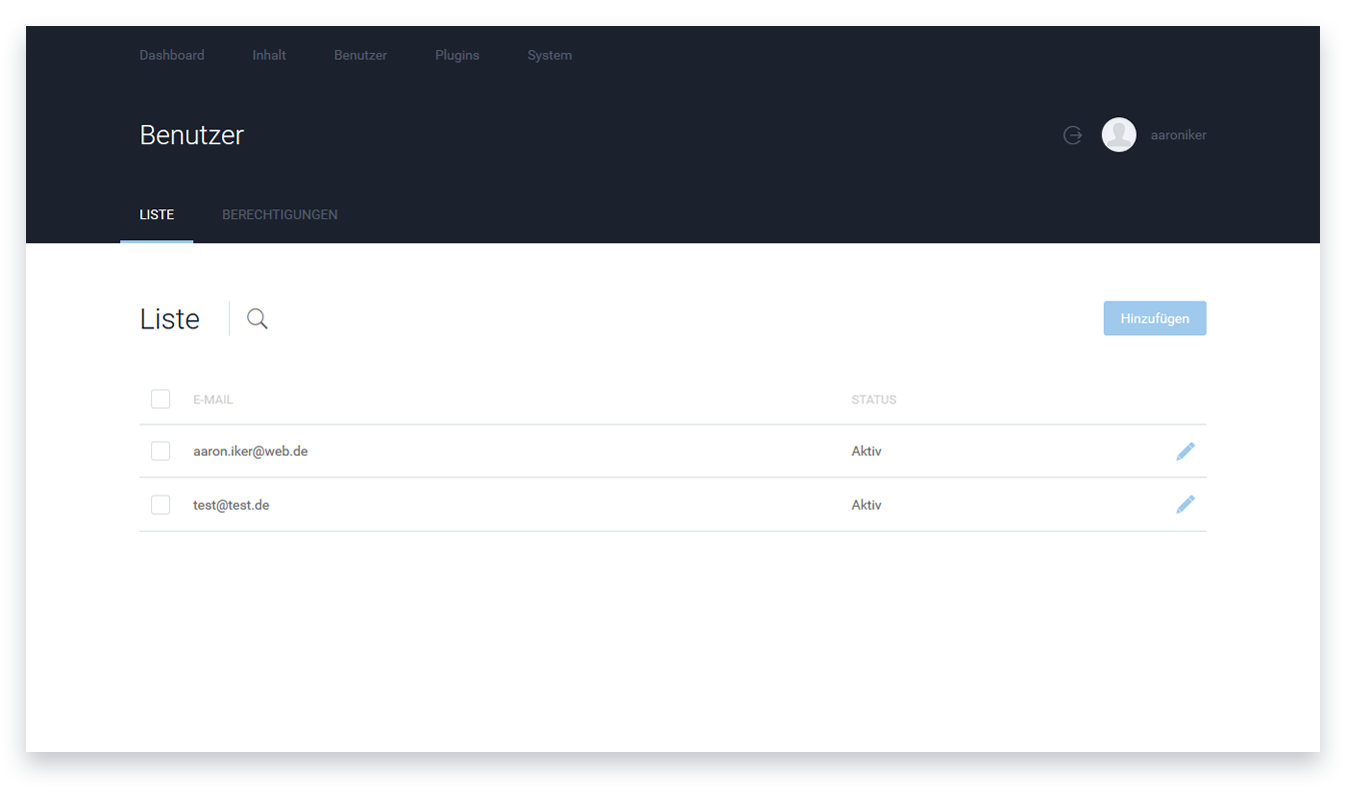 Dashboard Inhalt Benutzer Plugins System
Benutzer
aaroniker
LISTE BERECHTIGUNGEN
Liste
Hinzufügen
E-MAIL STATUS
aaron.iker@web.de Aktiv
test@test.de Aktiv